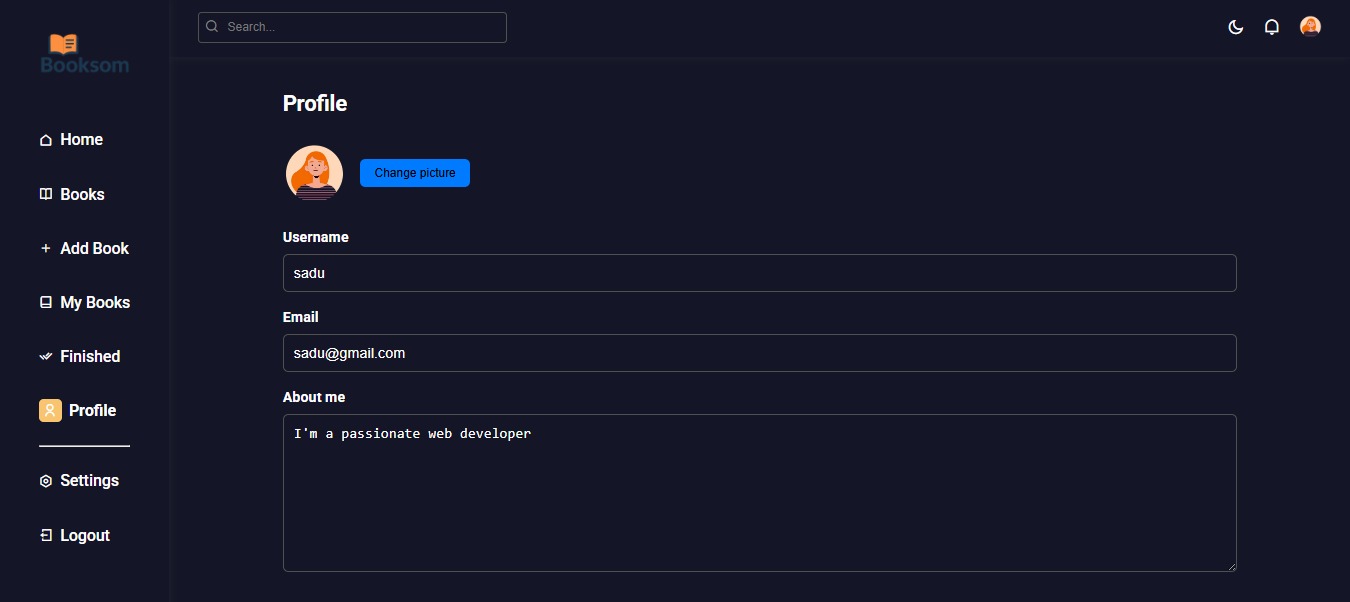 Booksom
Home
Books
Add Book
My Books
Finished
Profile
Settings
Logout
Search...
Profile
Change picture
Username
sadu
Email
sadu@gmail.com
About me
I'm a passionate web developer